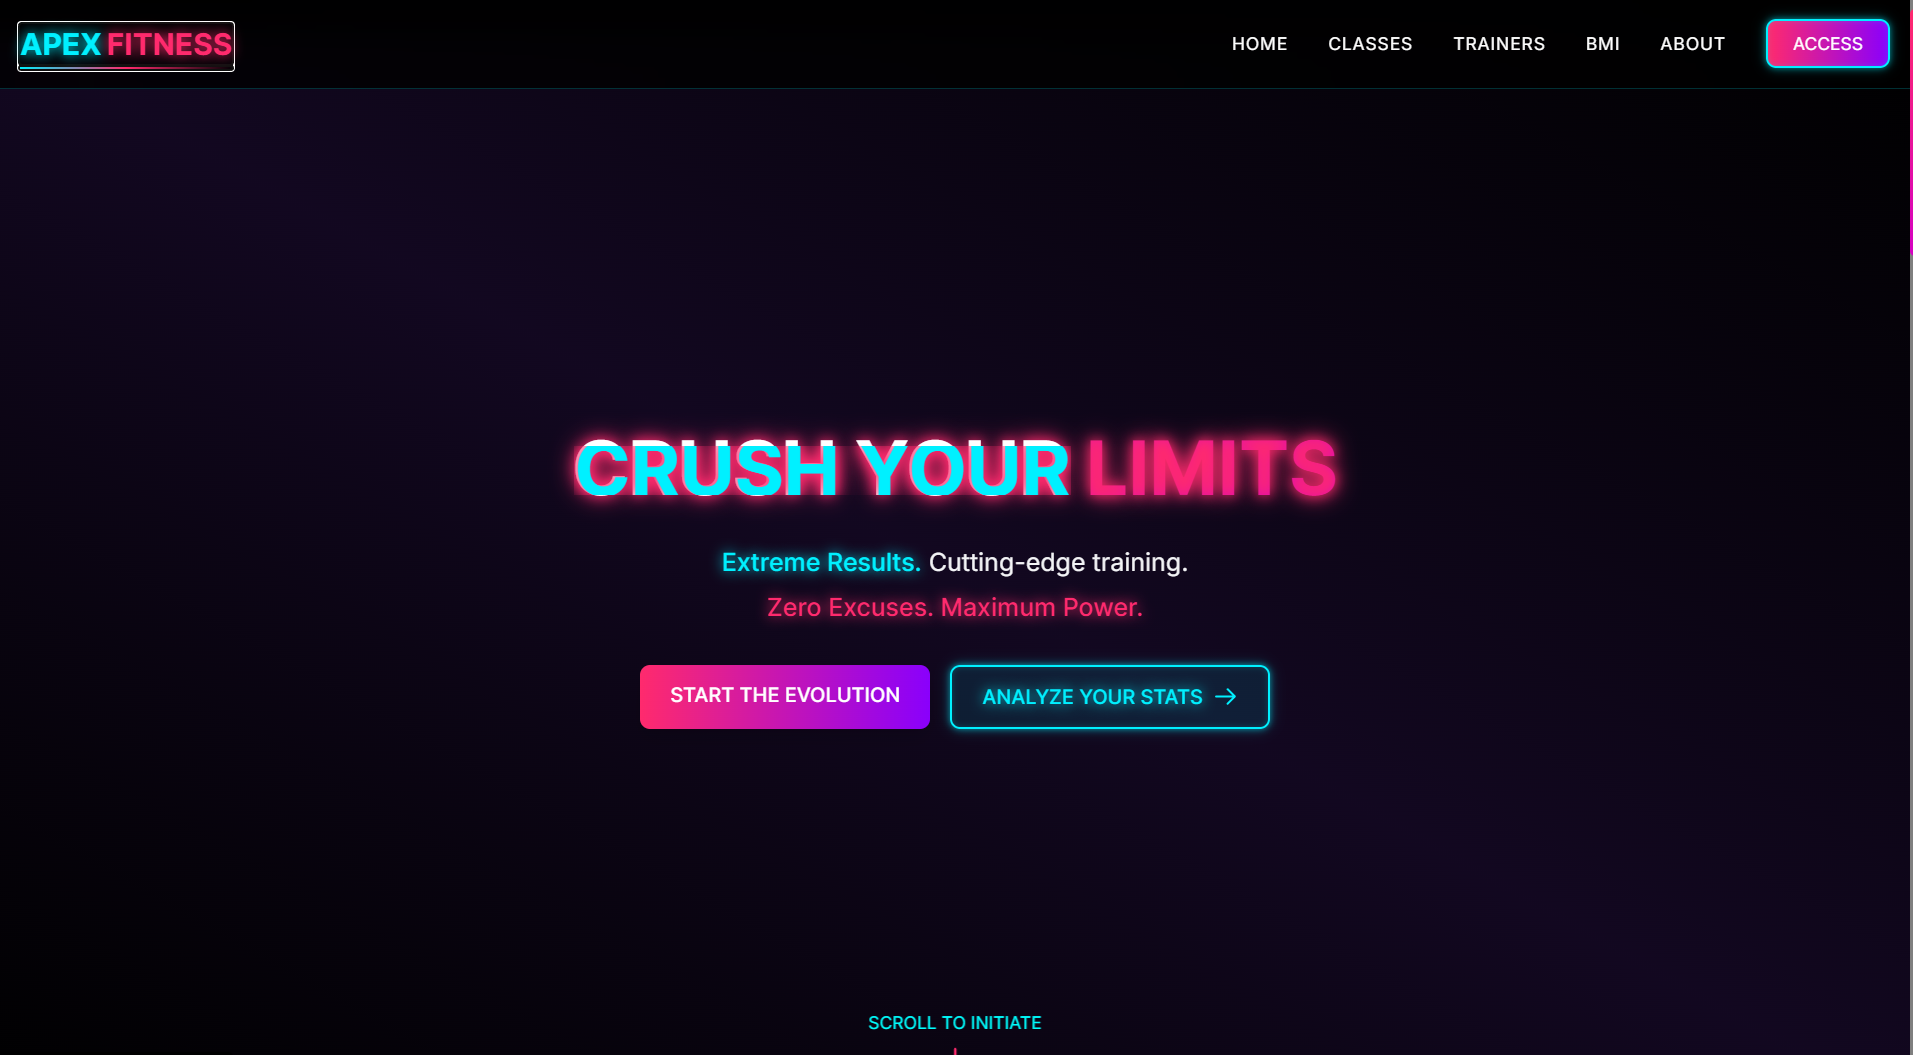 APEX FITNESS
HOME CLASSES TRAINERS BMI ABOUT ACCESS
CRUSH YOUR LIMITS
Extreme Results. Cutting-edge training.
Zero Excuses. Maximum Power.
START THE EVOLUTION ANALYZE YOUR STATS →
SCROLL TO INITIATE